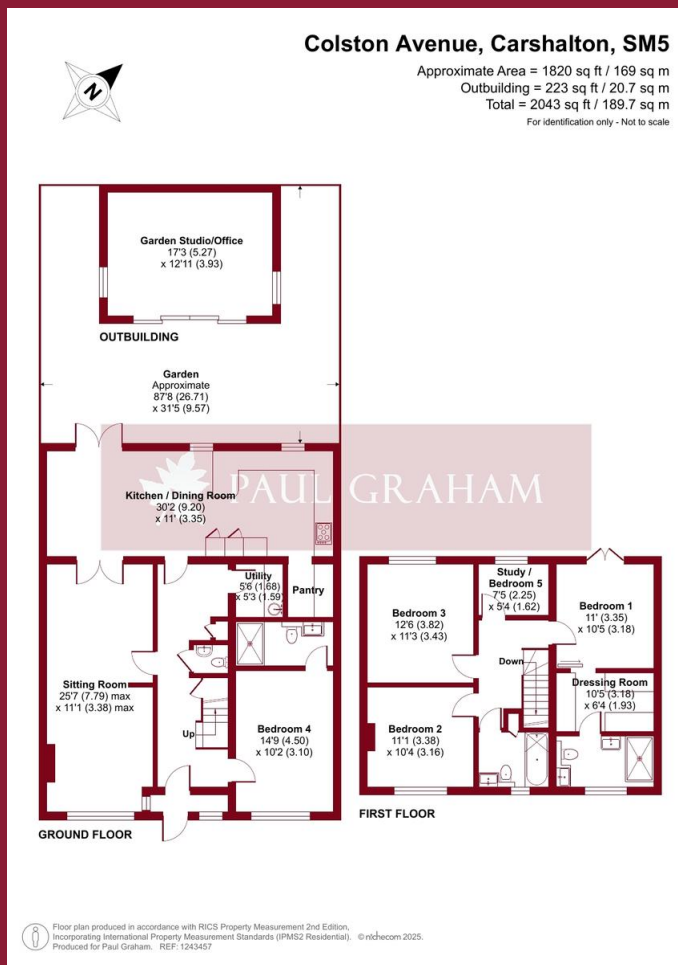 Colston Avenue, Carshalton, SM5
Approximate Area = 1820 sq ft / 169 sq m
Outbuilding = 223 sq ft / 20.7 sq m
Total = 2043 sq ft / 189.7 sq m
For identification only - Not to scale
N
Garden Studio/Office
17'3 (5.27)
x 12'11 (3.93)
OUTBUILDING
Garden
Approximate
87'8 (26.71)
x 31'5 (9.57)
PAUL GRAHAM
Kitchen / Dining Room
30'2 (9.20)
x 11' (3.35)
Utility
5'6 (1.68)
x 5'3 (1.59)
Pantry
Sitting Room
25'7 (7.79) max
x 11'1 (3.38) max
Up
Bedroom 4
14'9 (4.50)
x 10'2 (3.10)
GROUND FLOOR
Bedroom 3
12'6 (3.82)
x 11'3 (3.43)
Study /
Bedroom 5
7'5 (2.25)
x 5'4 (1.62)
Bedroom 1
11' (3.35)
x 10'5 (3.18)
Down
Dressing Room
10'5 (3.18)
x 6'4 (1.93)
Bedroom 2
11'1 (3.38)
x 10'4 (3.16)
FIRST FLOOR
Floor plan produced in accordance with RICS Property Measurement 2nd Edition,
Incorporating International Property Measurement Standards (IPMS2 Residential). © nichecom 2025.
Produced for Paul Graham. REF: 1243457